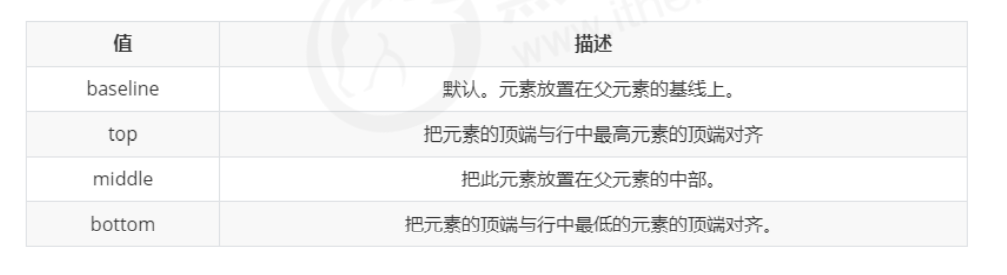 值 描述
baseline 默认。元素放置在父元素的基线上。
top 把元素的顶端与行中最高元素的顶端对齐
middle 把此元素放置在父元素的中部。
bottom 把元素的顶端与行中最低的元素的顶端对齐。